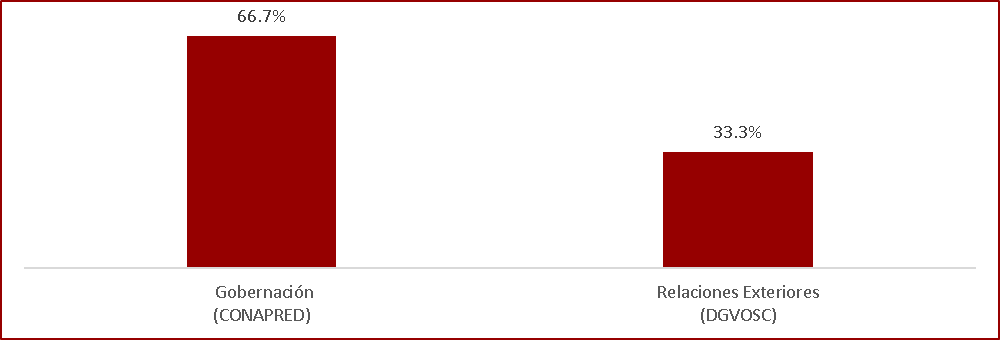 66.7%
33.3%
Gobernación
(CONAPRED)
Relaciones Exteriores
(DGVOSC)